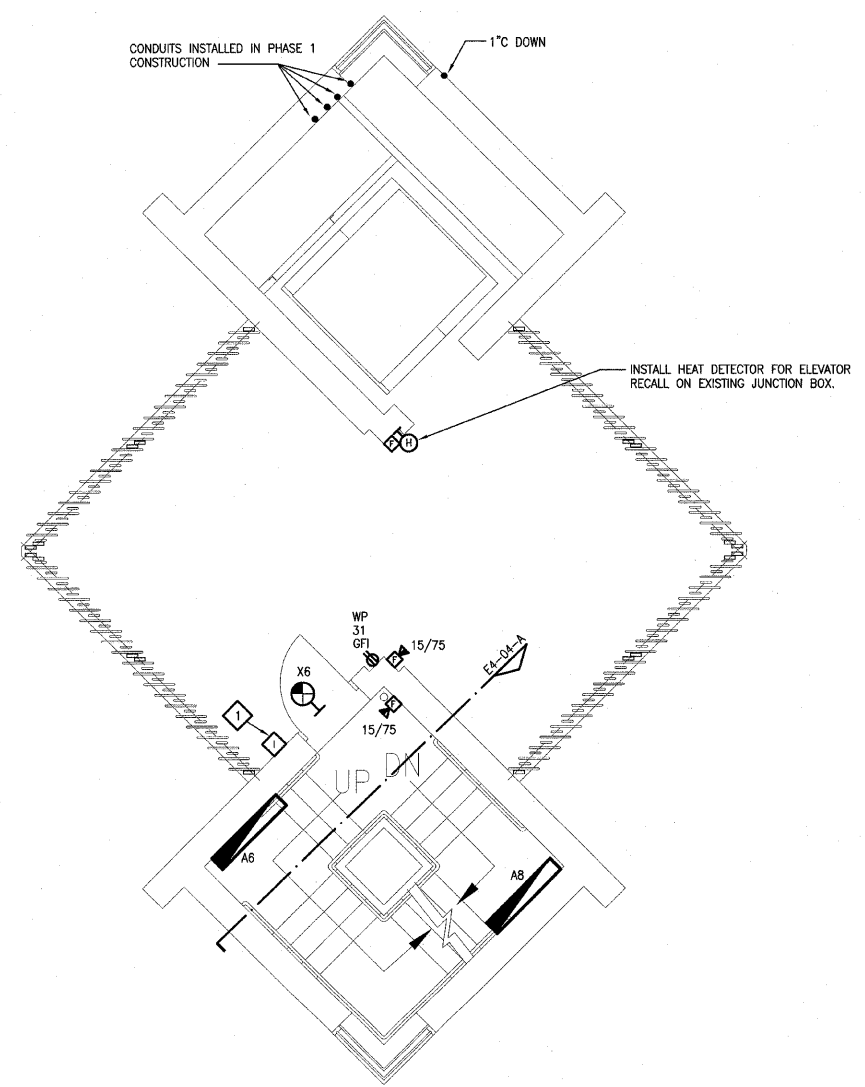 CONDUITS INSTALLED IN PHASE 1
CONSTRUCTION
1"C DOWN
INSTALL HEAT DETECTOR FOR ELEVATOR
RECALL ON EXISTING JUNCTION BOX.
F H
WP
31
GFI
F 15/75
E4-04-A
X6
F
15/75
1
I
UP DN
A6
A8